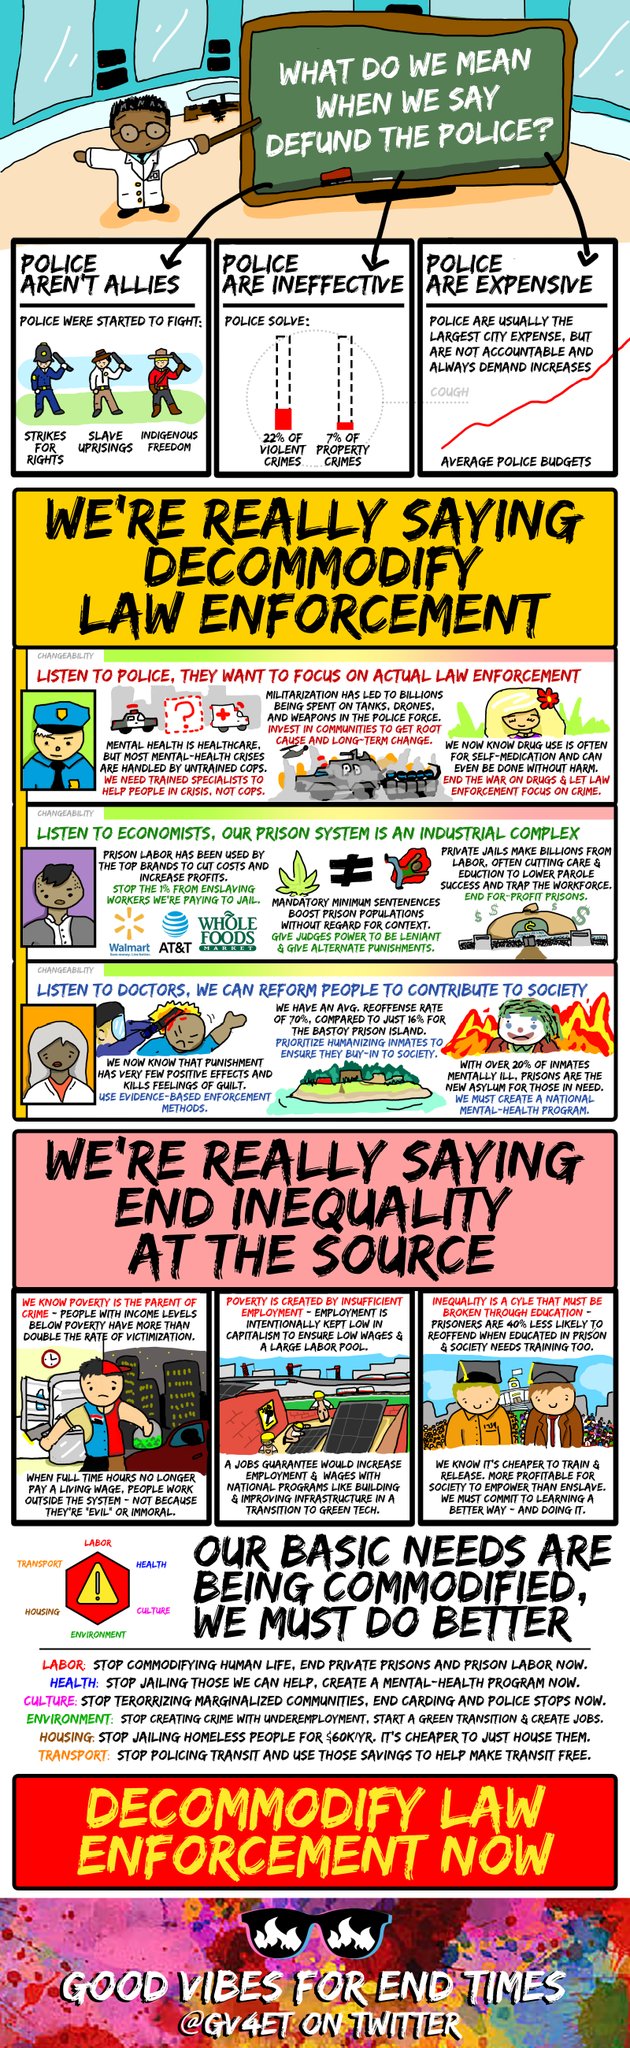 WHAT DO WE MEAN
WHEN WE SAY
DEFUND THE POLICE?
POLICE
AREN'T ALLIES
POLICE WERE STARTED TO FIGHT:
STRIKES
FOR
RIGHTS
SLAVE
UPRISINGS
INDIGENOUS
FREEDOM
POLICE
ARE INEFFECTIVE
POLICE SOLVE:
22% OF
VIOLENT
CRIMES
7% OF
PROPERTY
CRIMES
POLICE
ARE EXPENSIVE
POLICE ARE USUALLY THE
LARGEST CITY EXPENSE, BUT
ARE NOT ACCOUNTABLE AND
ALWAYS DEMAND INCREASES
COUGH
AVERAGE POLICE BUDGETS
WE'RE REALLY SAYING
DECOMMODIFY
LAW ENFORCEMENT
CHANGEABILITY
LISTEN TO POLICE, THEY WANT TO FOCUS ON ACTUAL LAW ENFORCEMENT
MENTAL HEALTH IS HEALTHCARE,
BUT MOST MENTAL-HEALTH CRISES
ARE HANDLED BY UNTRAINED COPS.
WE NEED TRAINED SPECIALISTS TO
HELP PEOPLE IN CRISIS, NOT COPS.
MILITARIZATION HAS LED TO BILLIONS
BEING SPENT ON TANKS, DRONES,
AND WEAPONS IN THE POLICE FORCE.
INVEST IN COMMUNITIES TO GET ROOT
CAUSE AND LONG-TERM CHANGE.
WE NOW KNOW DRUG USE IS OFTEN
FOR SELF-MEDICATION AND CAN
EVEN BE DONE WITHOUT HARM.
END THE WAR ON DRUGS & LET LAW
ENFORCEMENT FOCUS ON CRIME.
CHANGEABILITY
LISTEN TO ECONOMISTS, OUR PRISON SYSTEM IS AN INDUSTRIAL COMPLEX
PRISON LABOR HAS BEEN USED BY
THE TOP BRANDS TO CUT COSTS AND
INCREASE PROFITS.
STOP THE 1% FROM ENSLAVING
WORKERS WE'RE PAYING TO JAIL.
Walmart
AT&T
WHOLE
FOODS
MARKET
≠
MANDATORY MINIMUM SENTENENCES
BOOST PRISON POPULATIONS
WITHOUT REGARD FOR CONTEXT.
GIVE JUDGES POWER TO BE LENIANT
& GIVE ALTERNATE PUNISHMENTS.
PRIVATE JAILS MAKE BILLIONS FROM
LABOR, OFTEN CUTTING CARE &
EDUCTION TO LOWER PAROLE
SUCCESS AND TRAP THE WORKFORCE.
END FOR-PROFIT PRISONS.
CHANGEABILITY
LISTEN TO DOCTORS, WE CAN REFORM PEOPLE TO CONTRIBUTE TO SOCIETY
WE NOW KNOW THAT PUNISHMENT
HAS VERY FEW POSITIVE EFFECTS AND
KILLS FEELINGS OF GUILT.
USE EVIDENCE-BASED ENFORCEMENT
METHODS.
WE HAVE AN AVG. REOFFENSE RATE
OF 70%, COMPARED TO JUST 16% FOR
THE BASTOY PRISON ISLAND.
PRIORITIZE HUMANIZING INMATES TO
ENSURE THEY BUY-IN TO SOCIETY.
WITH OVER 20% OF INMATES
MENTALLY ILL, PRISONS ARE THE
NEW ASYLUM FOR THOSE IN NEED.
WE MUST CREATE A NATIONAL
MENTAL-HEALTH PROGRAM.
WE'RE REALLY SAYING
END INEQUALITY
AT THE SOURCE
WE KNOW POVERTY IS THE PARENT OF
CRIME - PEOPLE WITH INCOME LEVELS
BELOW POVERTY HAVE MORE THAN
DOUBLE THE RATE OF VICTIMIZATION.
WHEN FULL TIME HOURS NO LONGER
PAY A LIVING WAGE, PEOPLE WORK
OUTSIDE THE SYSTEM - NOT BECAUSE
THEY'RE "EVIL" OR IMMORAL.
POVERTY IS CREATED BY INSUFFICIENT
EMPLOYMENT - EMPLOYMENT IS
INTENTIONALLY KEPT LOW IN
CAPITALISM TO ENSURE LOW WAGES &
A LARGE LABOR POOL.
A JOBS GUARANTEE WOULD INCREASE
EMPLOYMENT & WAGES WITH
NATIONAL PROGRAMS LIKE BUILDING
& IMPROVING INFRASTRUCTURE IN A
TRANSITION TO GREEN TECH.
INEQUALITY IS A CYLE THAT MUST BE
BROKEN THROUGH EDUCATION -
PRISONERS ARE 40% LESS LIKELY TO
REOFFEND WHEN EDUCATED IN PRISON
& SOCIETY NEEDS TRAINING TOO.
WE KNOW IT'S CHEAPER TO TRAIN &
RELEASE. MORE PROFITABLE FOR
SOCIETY TO EMPOWER THAN ENSLAVE.
WE MUST COMMIT TO LEARNING A
BETTER WAY - AND DOING IT.
LABOR
TRANSPORT
HEALTH
HOUSING
CULTURE
ENVIRONMENT
OUR BASIC NEEDS ARE
BEING COMMODIFIED,
WE MUST DO BETTER
LABOR: STOP COMMODIFYING HUMAN LIFE, END PRIVATE PRISONS AND PRISON LABOR NOW.
HEALTH: STOP JAILING THOSE WE CAN HELP, CREATE A MENTAL-HEALTH PROGRAM NOW.
CULTURE: STOP TERORRIZING MARGINALIZED COMMUNITIES, END CARDING AND POLICE STOPS NOW.
ENVIRONMENT: STOP CREATING CRIME WITH UNDEREMPLOYMENT, START A GREEN TRANSITION & CREATE JOBS.
HOUSING: STOP JAILING HOMELESS PEOPLE FOR $60K/YR. IT'S CHEAPER TO JUST HOUSE THEM.
TRANSPORT: STOP POLICING TRANSIT AND USE THOSE SAVINGS TO HELP MAKE TRANSIT FREE.
DECOMMODIFY LAW
ENFORCEMENT NOW
GOOD VIBES FOR END TIMES
@GV4ET ON TWITTER